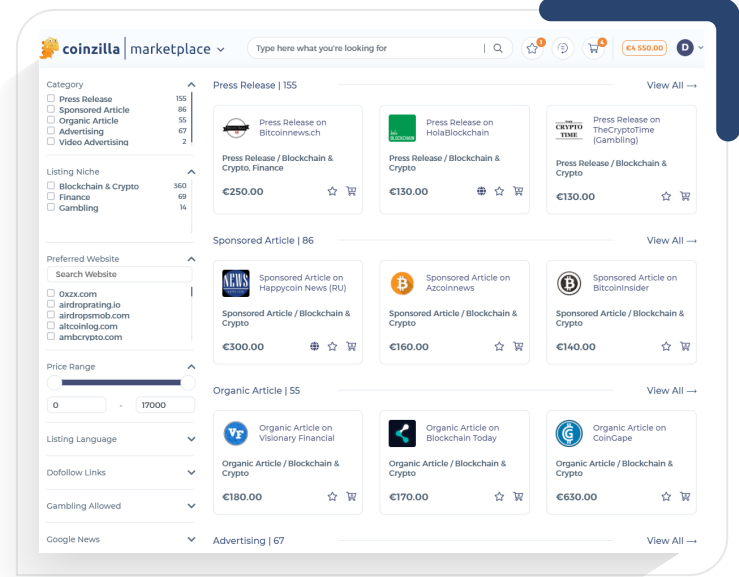 coinzilla marketplace
Type here what you're looking for
1
4
€4 550.00
D
Category
Press Release 155
Sponsored Article 86
Organic Article 55
Advertising 67
Video Advertising 2
Listing Niche
Blockchain & Crypto 360
Finance 69
Gambling 14
Preferred Website
Search Website
0xzx.com
airdroprating.io
airdropsmob.com
altcoinlog.com
ambcrypto.com
Price Range
0 - 17000
Listing Language
Dofollow Links
Gambling Allowed
Google News
Press Release | 155
View All →
Press Release on
Bitcoinnews.ch
Press Release / Blockchain &
Crypto, Finance
€250.00
Press Release on
HolaBlockchain
Press Release / Blockchain &
Crypto
€130.00
THE
CRYPTO
TIME
Press Release on
TheCryptoTime
(Gambling)
Press Release / Blockchain &
Crypto
€130.00
Sponsored Article | 86
View All →
NEWS
Sponsored Article on
Happycoin News (RU)
Sponsored Article / Blockchain &
Crypto
€300.00
Sponsored Article on
Azcoinnews
Sponsored Article / Blockchain &
Crypto
€160.00
Sponsored Article on
BitcoinInsider
Sponsored Article / Blockchain &
Crypto
€140.00
Organic Article | 55
View All →
VF
Organic Article on
Visionary Financial
Organic Article / Blockchain &
Crypto
€180.00
Organic Article on
Blockchain Today
Organic Article / Blockchain &
Crypto
€170.00
G
Organic Article on
CoinGape
Organic Article / Blockchain &
Crypto
€630.00
Advertising | 67
View All →